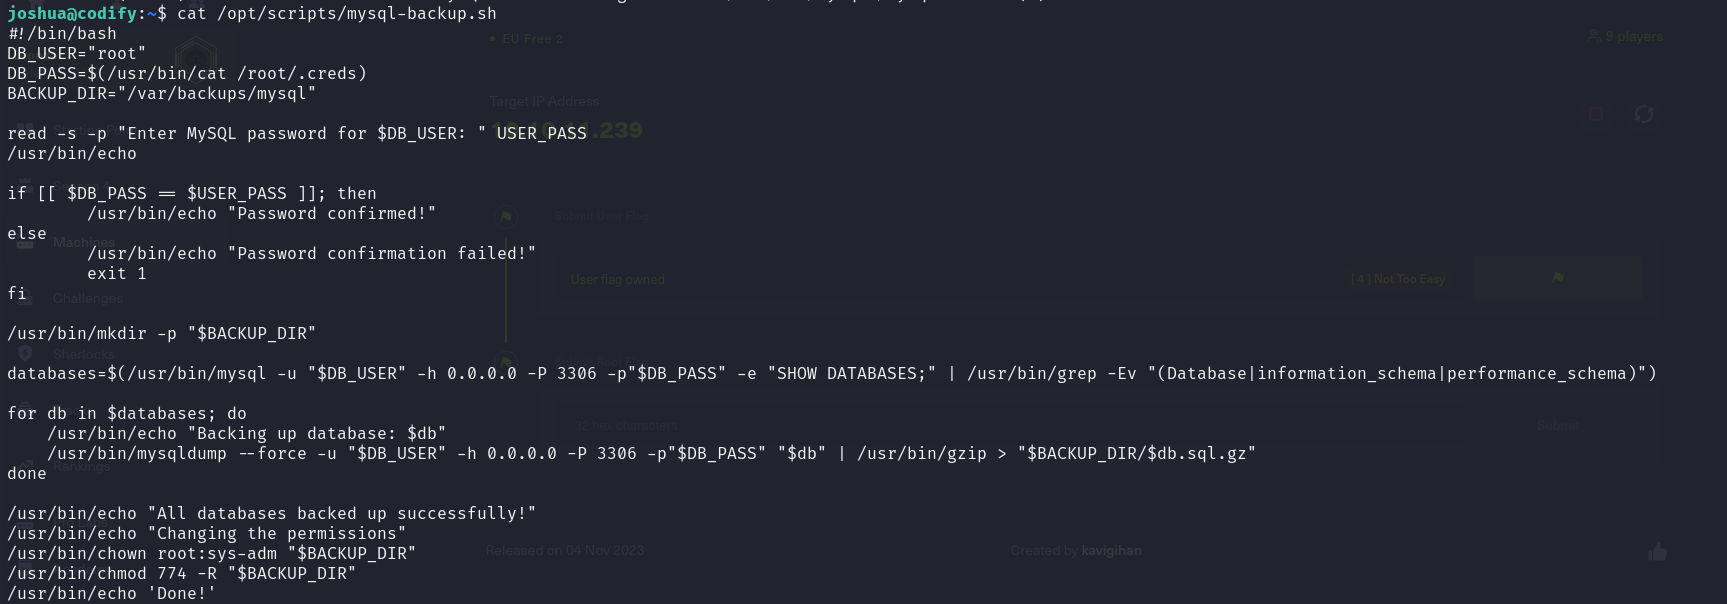 joshua@codify:~$ cat /opt/scripts/mysql-backup.sh
#!/bin/bash
DB_USER="root"
DB_PASS=$(/usr/bin/cat /root/.creds)
BACKUP_DIR="/var/backups/mysql"
read -s -p "Enter MySQL password for $DB_USER: " USER_PASS
/usr/bin/echo
if [[ $DB_PASS == $USER_PASS ]]; then
        /usr/bin/echo "Password confirmed!"
else
        /usr/bin/echo "Password confirmation failed!"
        exit 1
fi
/usr/bin/mkdir -p "$BACKUP_DIR"
databases=$(/usr/bin/mysql -u "$DB_USER" -h 0.0.0.0 -P 3306 -p"$DB_PASS" -e "SHOW DATABASES;" | /usr/bin/grep -Ev "(Database|information_schema|performance_schema)")
for db in $databases; do
    /usr/bin/echo "Backing up database: $db"
    /usr/bin/mysqldump --force -u "$DB_USER" -h 0.0.0.0 -P 3306 -p"$DB_PASS" "$db" | /usr/bin/gzip > "$BACKUP_DIR/$db.sql.gz"
done
/usr/bin/echo "All databases backed up successfully!"
/usr/bin/echo "Changing the permissions"
/usr/bin/chown root:sys-adm "$BACKUP_DIR"
/usr/bin/chmod 774 -R "$BACKUP_DIR"
/usr/bin/echo 'Done!'
EU Free 2
9 players
Target IP Address
.239
Machines
User flag owned
[ 4 ] Not Too Easy
Challenges
Sherlocks
32 hex characters
Submit
Rankings
Released on 04 Nov 2023
Created by kavigihan